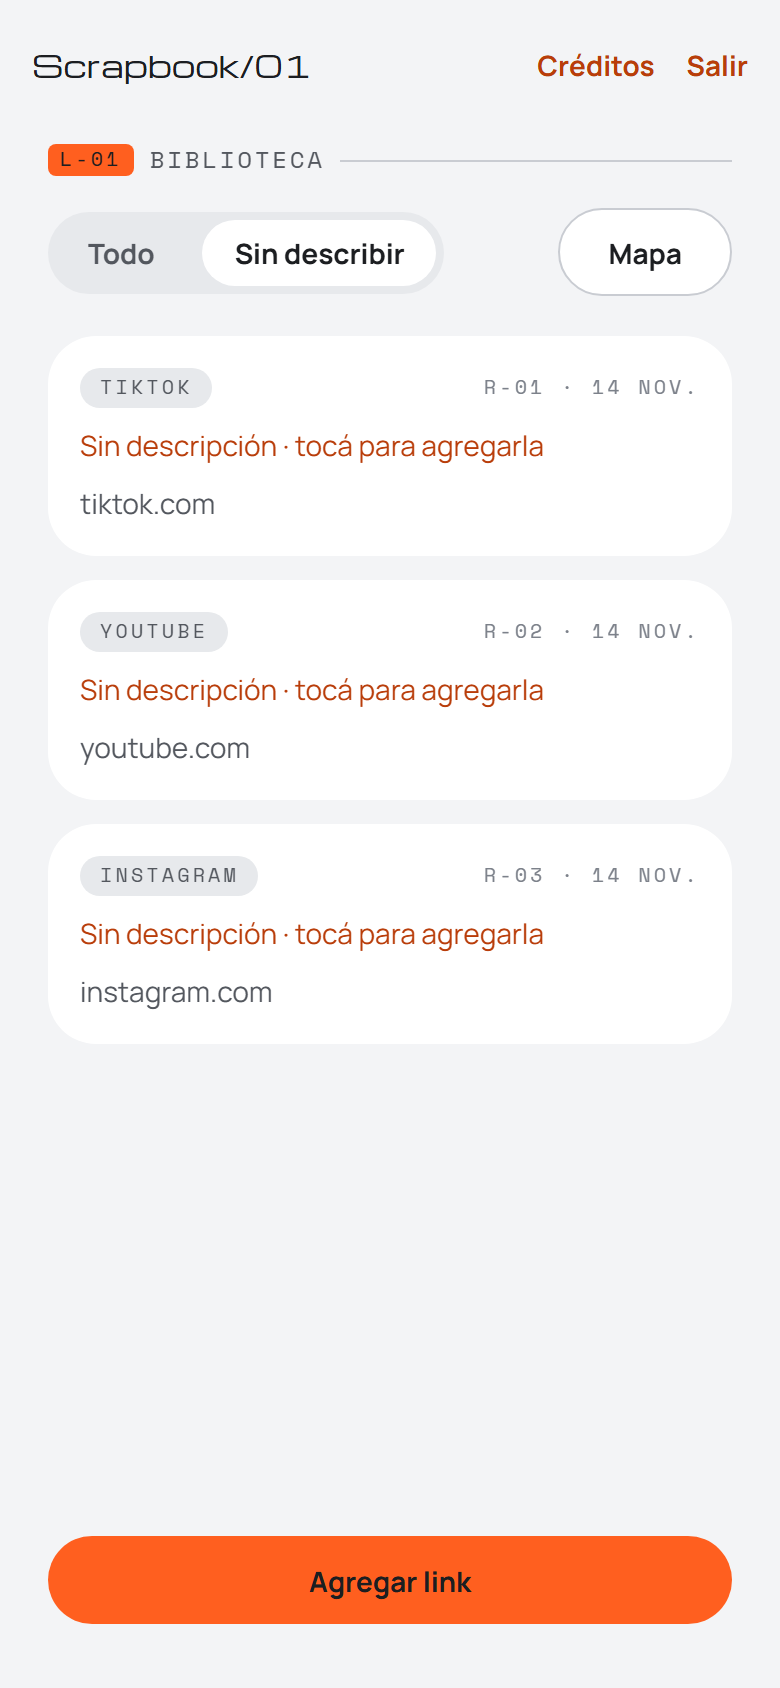 Scrapbook/01
Créditos Salir
L-01 BIBLIOTECA
Todo Sin describir Mapa
TIKTOK R-01 · 14 NOV.
Sin descripción · tocá para agregarla
tiktok.com
YOUTUBE R-02 · 14 NOV.
Sin descripción · tocá para agregarla
youtube.com
INSTAGRAM R-03 · 14 NOV.
Sin descripción · tocá para agregarla
instagram.com
Agregar link